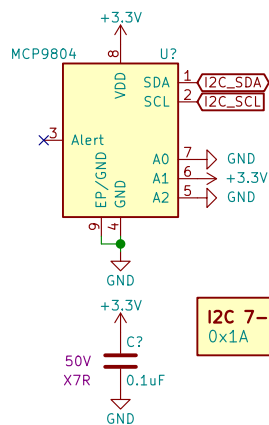 +3.3V
MCP9804
U?
8
VDD
SDA
1
I2C_SDA
SCL
2
I2C_SCL
3
Alert
A0
7
GND
A1
6
+3.3V
A2
5
GND
EP/GND
GND
9
4
GND
+3.3V
C?
50V
X7R
0.1uF
GND
I2C 7-
0x1A